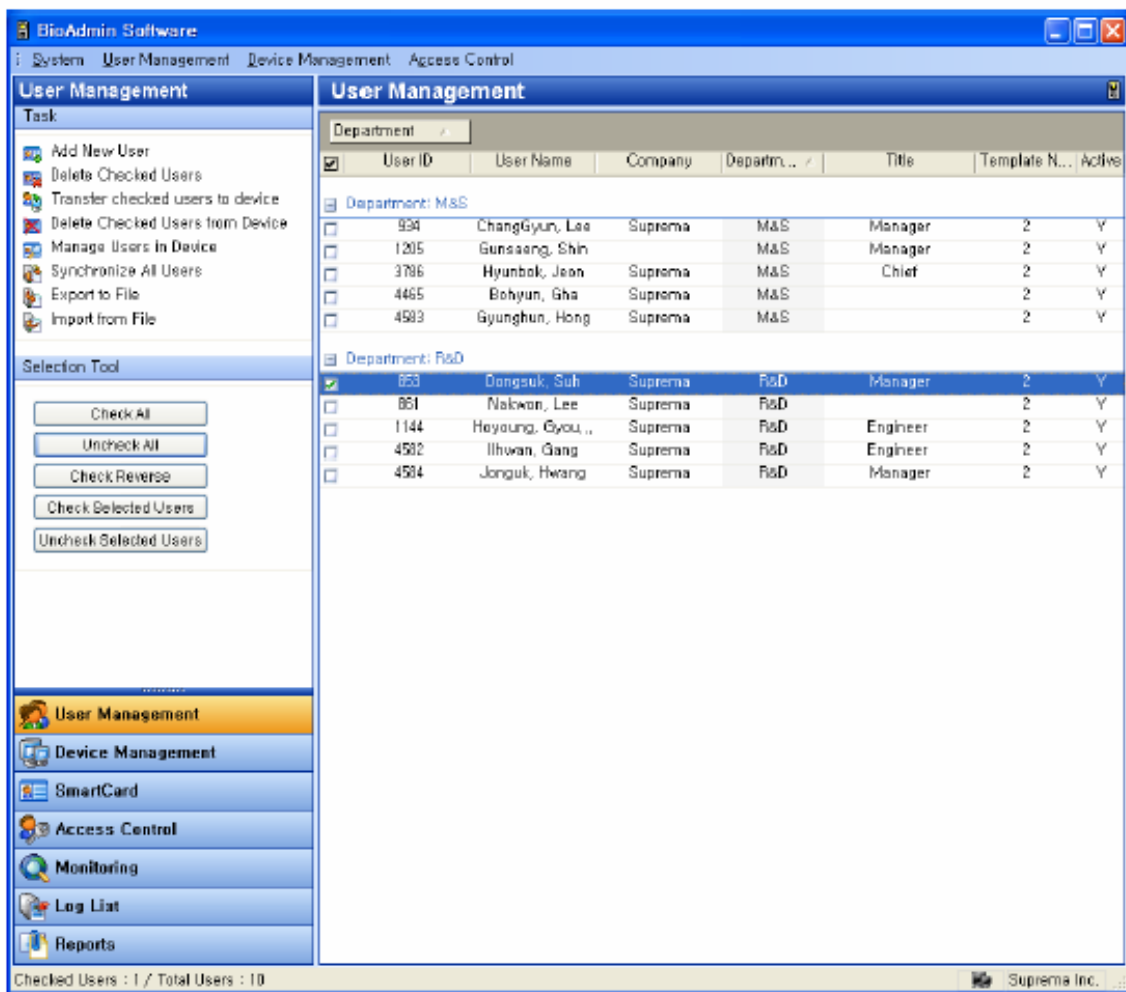 BioAdmin Software
System User Management Device Management Access Control
User Management
Task
Add New User
Delete Checked Users
Transfer checked users to device
Delete Checked Users from Device
Manage Users in Device
Synchronize All Users
Export to File
Import from File
Selection Tool
Check All
Uncheck All
Check Reverse
Check Selected Users
Uncheck Selected Users
User Management
Device Management
SmartCard
Access Control
Monitoring
Log List
Reports
User Management
Department
User ID User Name Company Departm... Title Template N... Active
Department: M&S
934 ChangGyun, Lee Suprema M&S Manager 2 Y
1205 Gunsaeng, Shin M&S Manager 2 Y
3786 Hyunbok, Jeon Suprema M&S Chief 2 Y
4465 Bohyun, Gha Suprema M&S 2 Y
4583 Gyunghun, Hong Suprema M&S 2 Y
Department: R&D
853 Dongsuk, Suh Suprema R&D Manager 2 Y
861 Nakwon, Lee Suprema R&D 2 Y
1144 Hoyoung, Gyou... Suprema R&D Engineer 2 Y
4582 Ilhwan, Gang Suprema R&D Engineer 2 Y
4584 Jonguk, Hwang Suprema R&D Manager 2 Y
Checked Users : 1 / Total Users : 10
Suprema Inc.